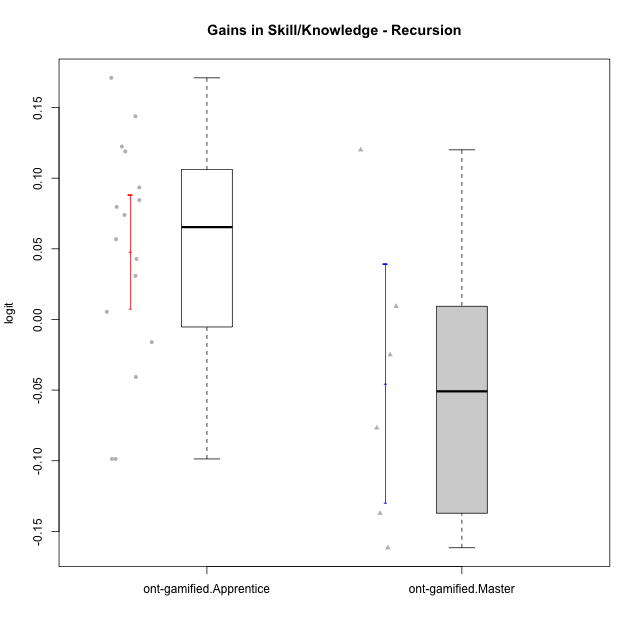 Gains in Skill/Knowledge - Recursion
logit
0.15
0.10
0.05
0.00
-0.05
-0.10
-0.15
ont-gamified.Apprentice
ont-gamified.Master